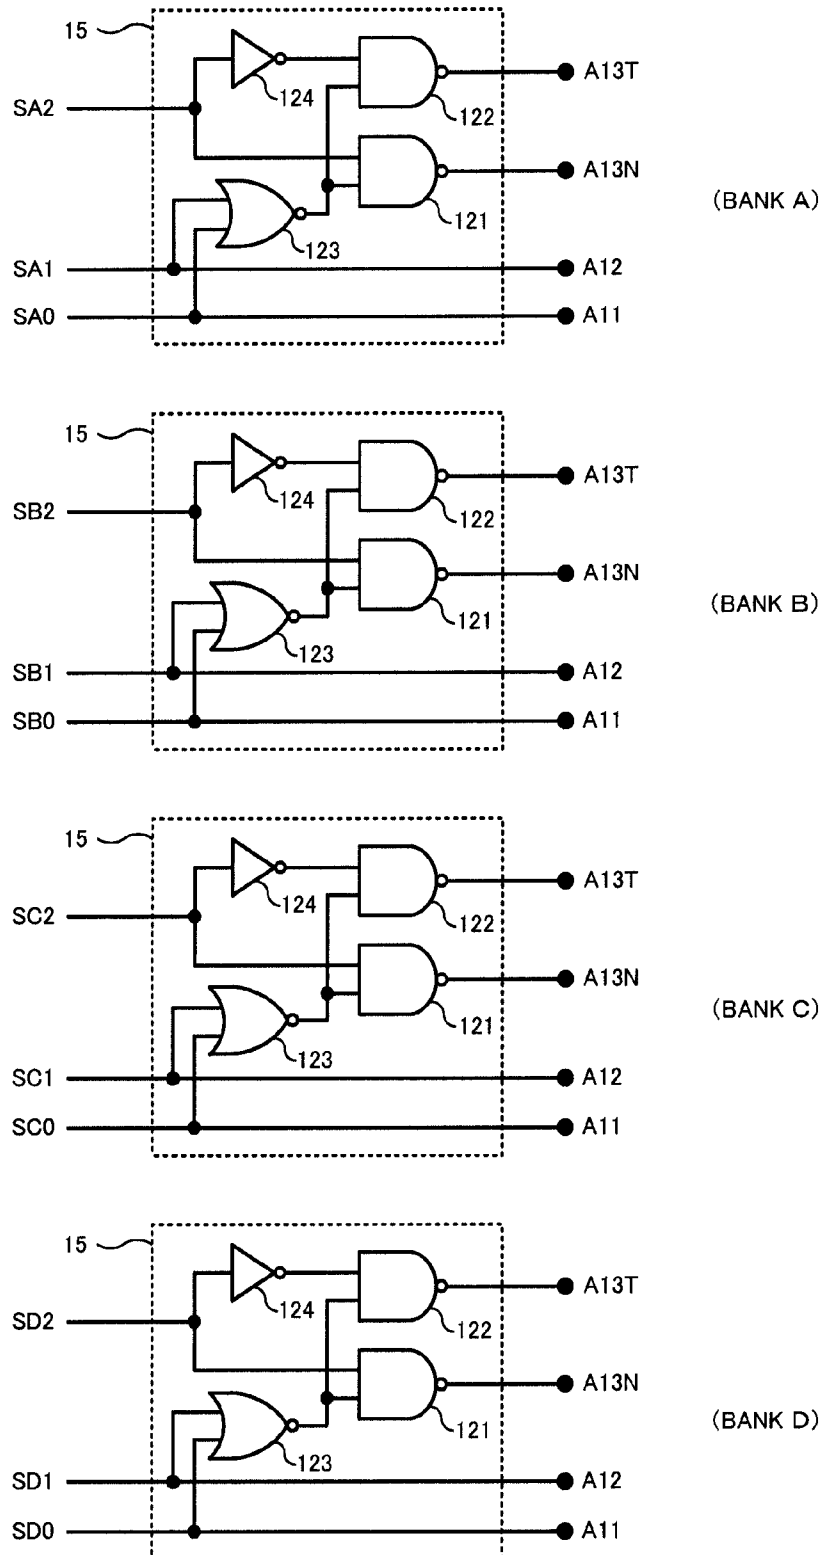 15
124
A13T
122
SA2
A13N
121
(BANK A)
123
SA1
A12
SA0
A11
15
124
A13T
122
SB2
A13N
121
(BANK B)
123
SB1
A12
SB0
A11
15
124
A13T
122
SC2
A13N
121
(BANK C)
123
SC1
A12
SC0
A11
15
124
A13T
122
SD2
A13N
121
(BANK D)
123
SD1
A12
SD0
A11